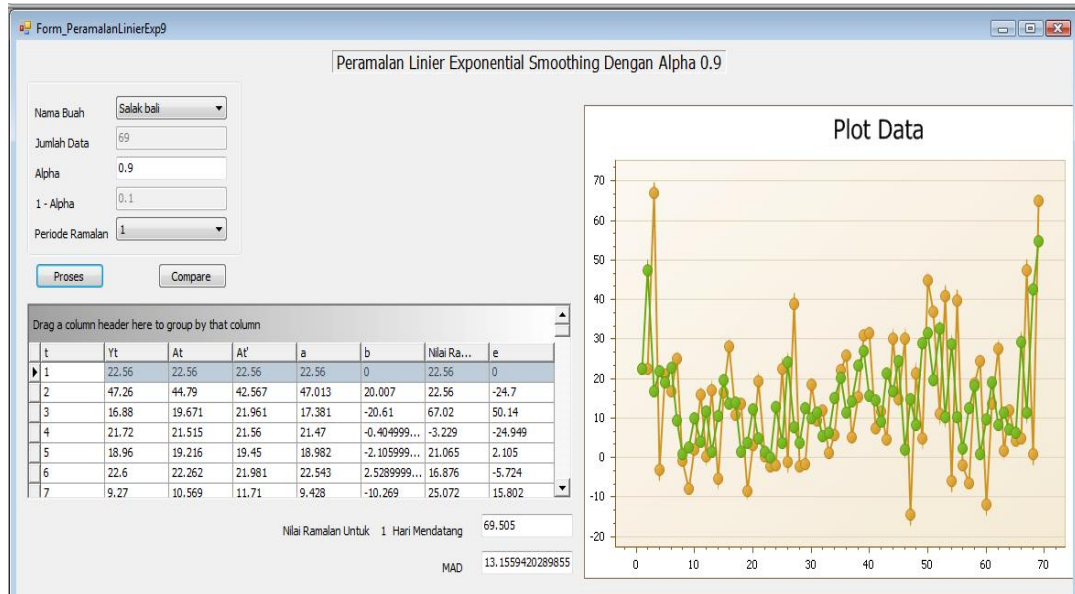 Form_PeramalanLinierExp9
Peramalan Linier Exponential Smoothing Dengan Alpha 0.9
Nama Buah Salak bali
Jumlah Data 69
Alpha 0.9
1 - Alpha 0.1
Periode Ramalan 1
Proses Compare
Drag a column header here to group by that column
t Yt At At' a b Nilai Ra... e
1 22.56 22.56 22.56 22.56 0 22.56 0
2 47.26 44.79 42.567 47.013 20.007 22.56 -24.7
3 16.88 19.671 21.961 17.381 -20.61 67.02 50.14
4 21.72 21.515 21.56 21.47 -0.404999... -3.229 -24.949
5 18.96 19.216 19.45 18.982 -2.105999... 21.065 2.105
6 22.6 22.262 21.981 22.543 2.5289999... 16.876 -5.724
7 9.27 10.569 11.71 9.428 -10.269 25.072 15.802
Nilai Ramalan Untuk 1 Hari Mendatang 69.505
MAD 13.1559420289855
Plot Data
70
60
50
40
30
20
10
0
-10
-20
0 10 20 30 40 50 60 70